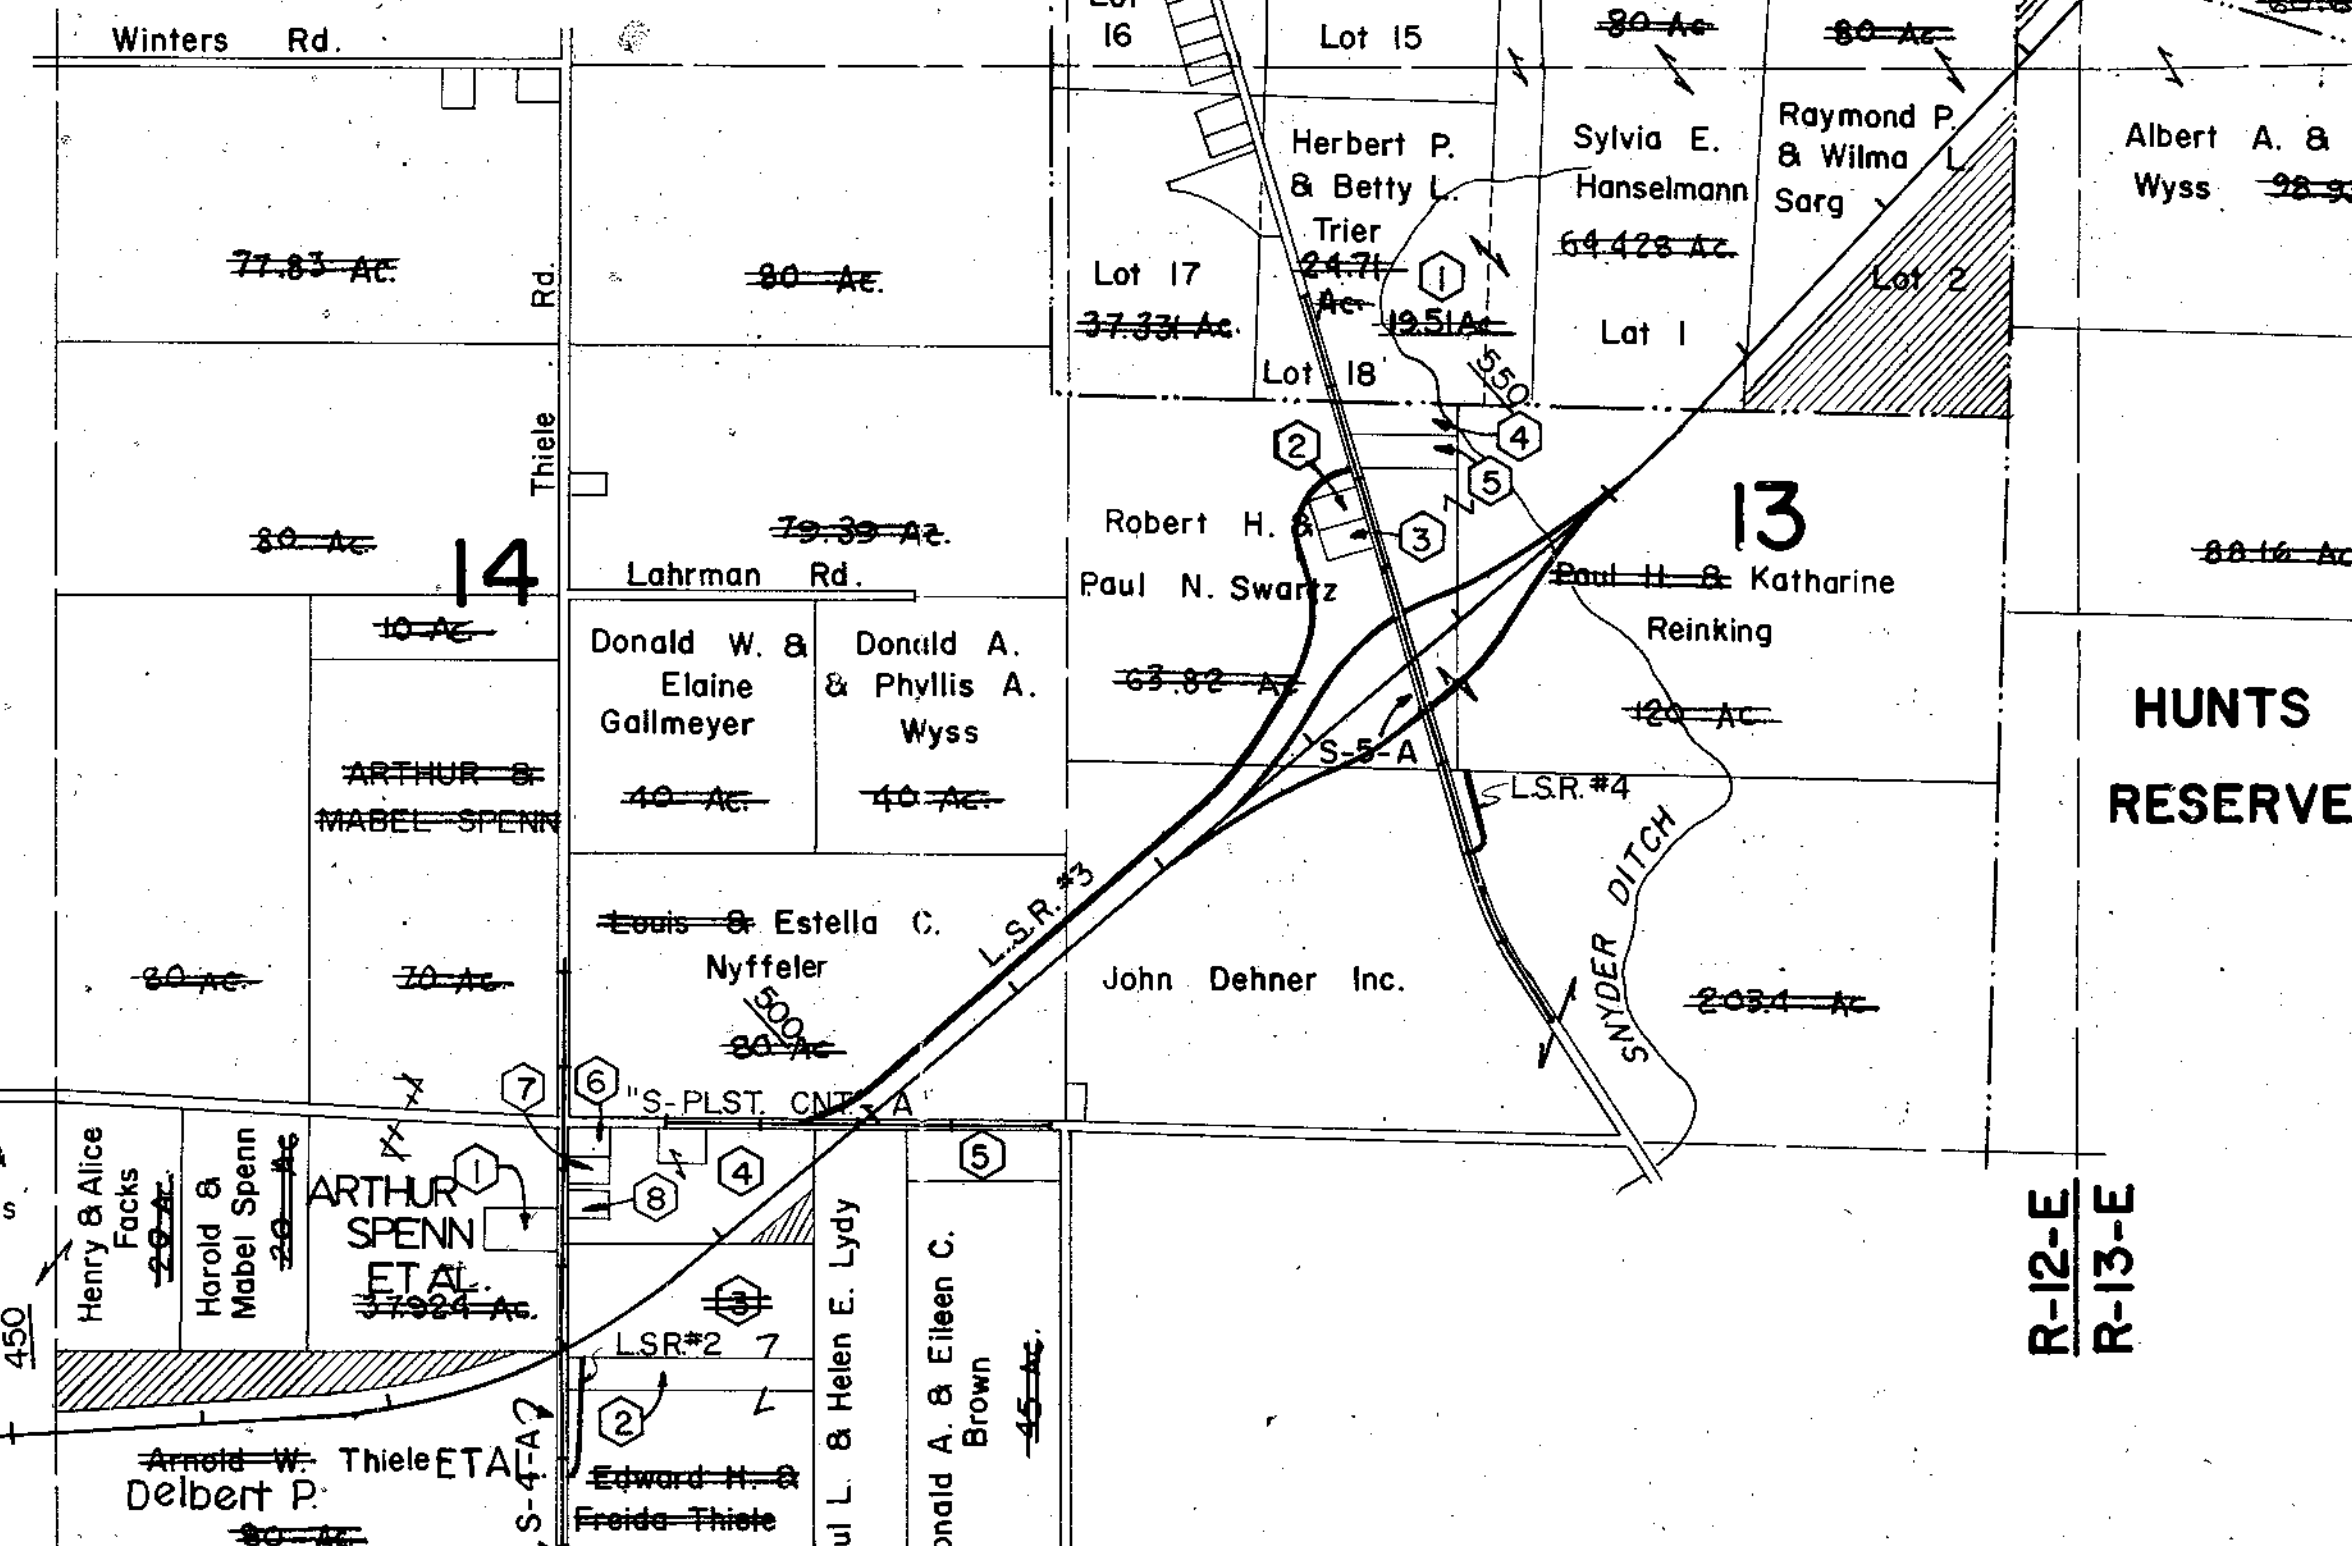 Winters Rd.
16
Lot 15
80 Ac
80 Ac
Herbert P.
& Betty L.
Trier
24.71
Ac.
1
19.51 Ac
Sylvia E.
Hanselmann
64.428 Ac.
Raymond P.
& Wilma L.
Sarg
Albert A. &
Wyss
77.83 Ac.
80 Ac.
Thiele Rd.
Lot 17
37.331 Ac.
Lot 18
Lot 1
Lot 2
550
2
4
5
3
80 Ac.
14
79.39 Ac.
Lahrman Rd.
Robert H. &
Paul N. Swartz
63.82 Ac
13
Paul H. & Katharine
Reinking
120 Ac.
88.16 Ac
10 Ac.
Donald W. &
Elaine
Gallmeyer
40 Ac.
Donald A.
& Phyllis A.
Wyss
40 Ac.
ARTHUR &
MABEL SPENN
S-5-A
L.S.R. #4
HUNTS
RESERVE
SNYDER DITCH
L.S.R. #3
Louis & Estella C.
Nyffeler
500
80 Ac
80 Ac.
70 Ac.
John Dehner Inc.
203.4 Ac
7
6
"S-PLST. CNT. A"
Henry & Alice
Facks
20 Ac.
Harold &
Mabel Spenn
20 Ac
ARTHUR
SPENN
ET AL.
37.924 Ac.
1
8
4
5
3
L.S.R.#2
2
450
Arnold W. Thiele ET AL.
Delbert P.
80 Ac
S-4-A
Edward H. &
Freida Thiele
ul L. & Helen E. Lydy
onald A. & Eileen C.
Brown
45 Ac.
R-12-E
R-13-E